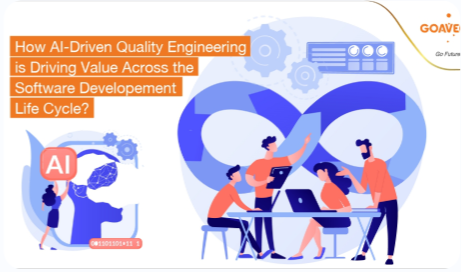 How AI-Driven Quality Engineering
is Driving Value Across the
Software Developement
Life Cycle?
GOAVE
Go Future
AI